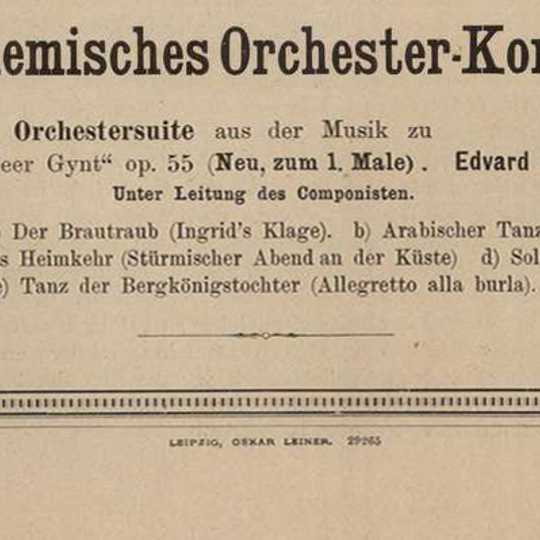 emisches Orchester-Kon
Orchestersuite aus der Musik zu
eer Gynt“ op. 55 (Neu, zum 1. Male) . Edvard
Unter Leitung des Componisten.
Der Brautraub (Ingrid's Klage). b) Arabischer Tanz
s Heimkehr (Stürmischer Abend an der Küste) d) Sol
) Tanz der Bergkönigstochter (Allegretto alla burla).
LEIPZIG, OSKAR LEINER. 29265